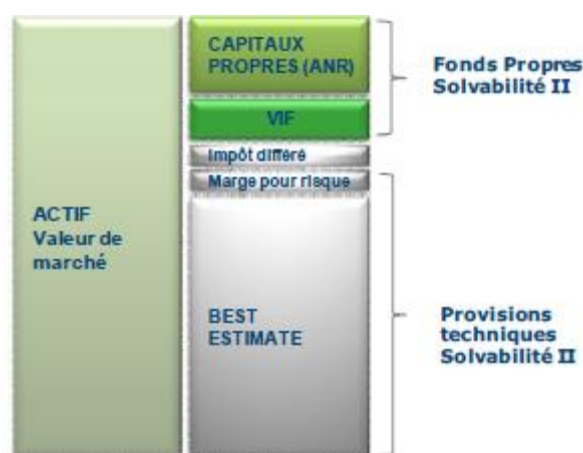 CAPITAUX
PROPRES (ANR)
VIF
Impôt différé
Marge pour risque
BEST
ESTIMATE
ACTIF
Valeur de
marché
Fonds Propres
Solvabilité II
Provisions
techniques
Solvabilité II